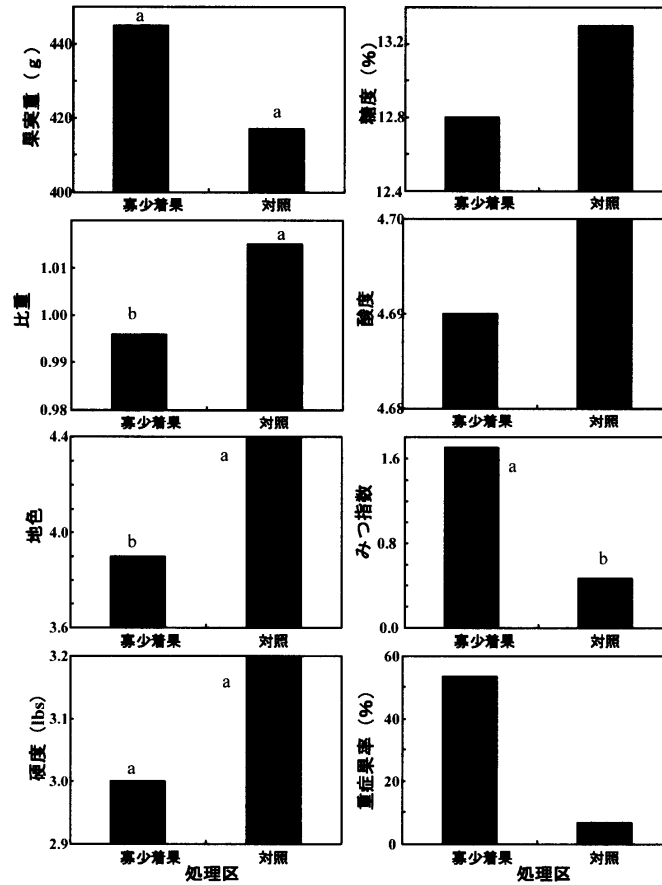 果実重（g）
440
420
400
a
a
寡少着果 対照
糖度（%）
13.2
12.8
12.4
寡少着果 対照
比重
1.01
1.00
0.99
0.98
b
a
寡少着果 対照
酸度
4.70
4.69
4.68
寡少着果 対照
地色
4.4
4.0
3.6
b
a
寡少着果 対照
みつ指数
1.6
0.8
0.0
a
b
寡少着果 対照
硬度（lbs）
3.2
3.1
3.0
2.9
a
a
寡少着果 対照
処理区
重症果率（%）
60
40
20
0
寡少着果 対照
処理区